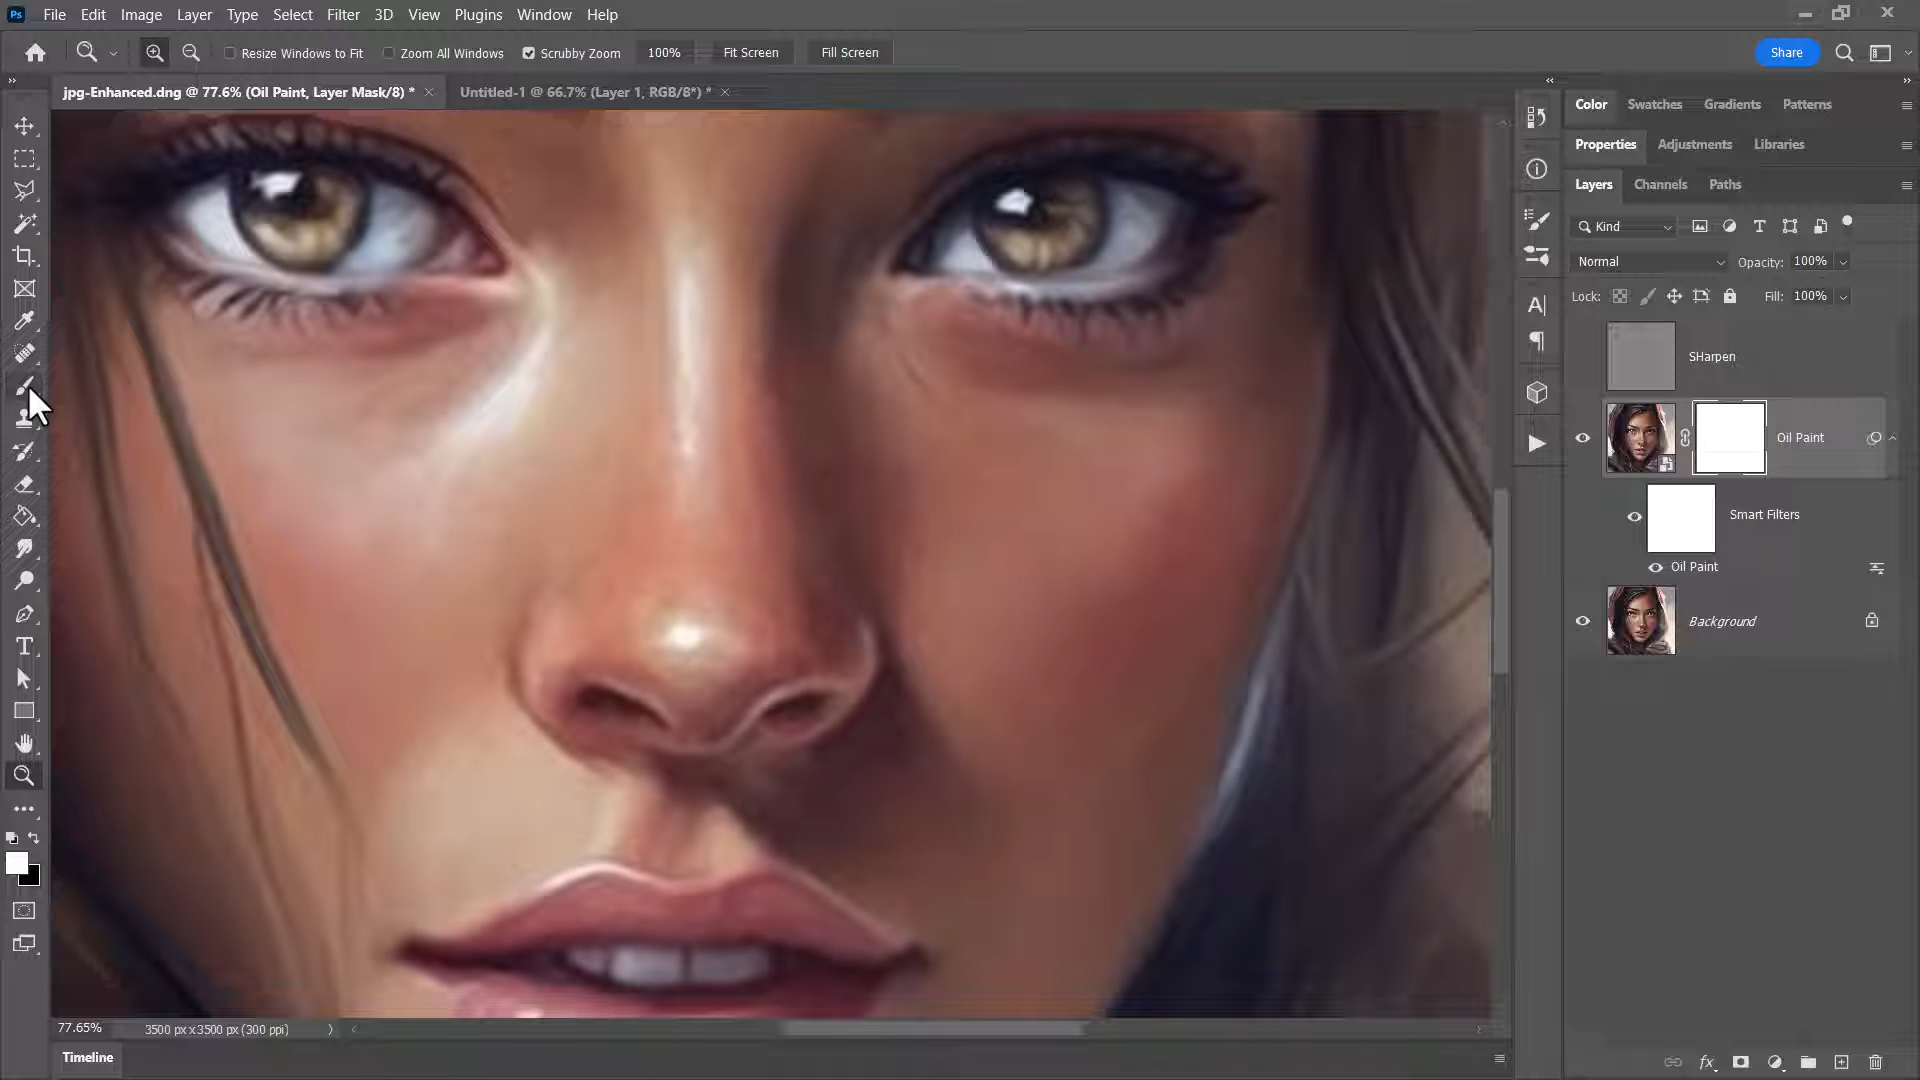 Ps File Edit Image Layer Type Select Filter 3D View Plugins Window Help
Resize Windows to Fit Zoom All Windows Scrubby Zoom 100% Fit Screen Fill Screen Share
jpg-Enhanced.dng @ 77.6% (Oil Paint, Layer Mask/8) * Untitled-1 @ 66.7% (Layer 1, RGB/8*) *
Color Swatches Gradients Patterns
Properties Adjustments Libraries
Layers Channels Paths
Kind
Normal Opacity: 100%
Lock: Fill: 100%
SHarpen
Oil Paint
Smart Filters
Oil Paint
Background
77.65% 3500 px x 3500 px (300 ppi)
Timeline
fx